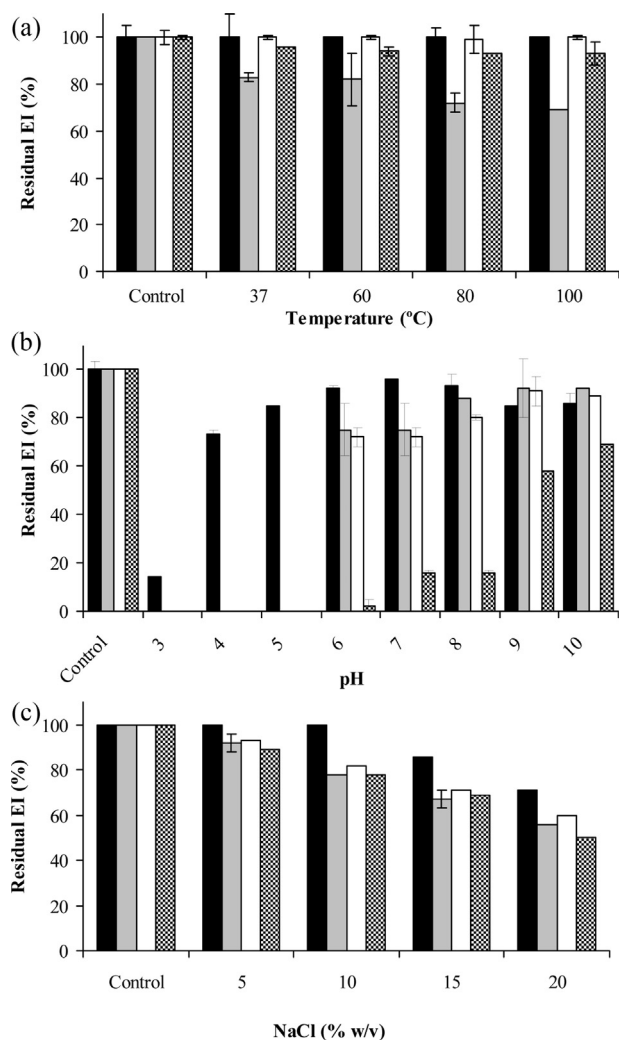 (a)
Residual EI (%)
100
80
60
40
20
0
Control 37 60 80 100
Temperature (ºC)
(b)
Residual EI (%)
100
80
60
40
20
0
Control 3 4 5 6 7 8 9 10
pH
(c)
Residual EI (%)
100
80
60
40
20
0
Control 5 10 15 20
NaCl (% w/v)